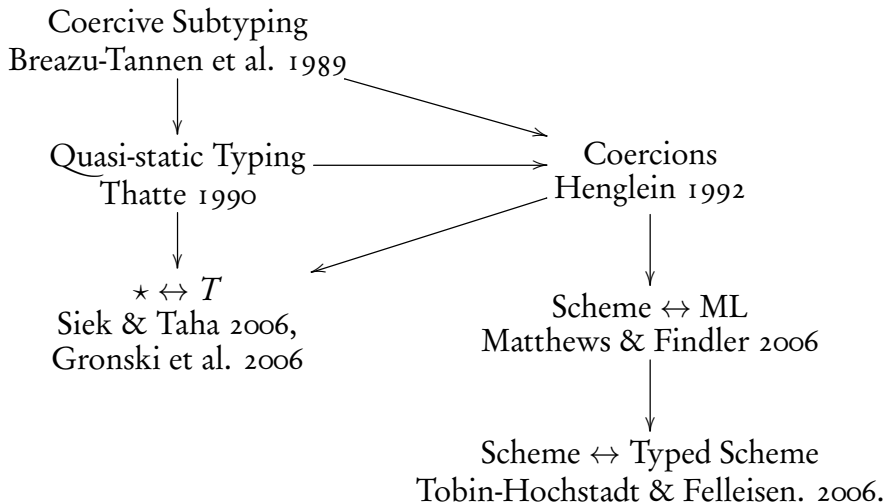 Coercive Subtyping
Breazu-Tannen et al. 1989
Quasi-static Typing
Thatte 1990
Coercions
Henglein 1992
⋆ ↔ T
Siek & Taha 2006,
Gronski et al. 2006
Scheme ↔ ML
Matthews & Findler 2006
Scheme ↔ Typed Scheme
Tobin-Hochstadt & Felleisen. 2006.